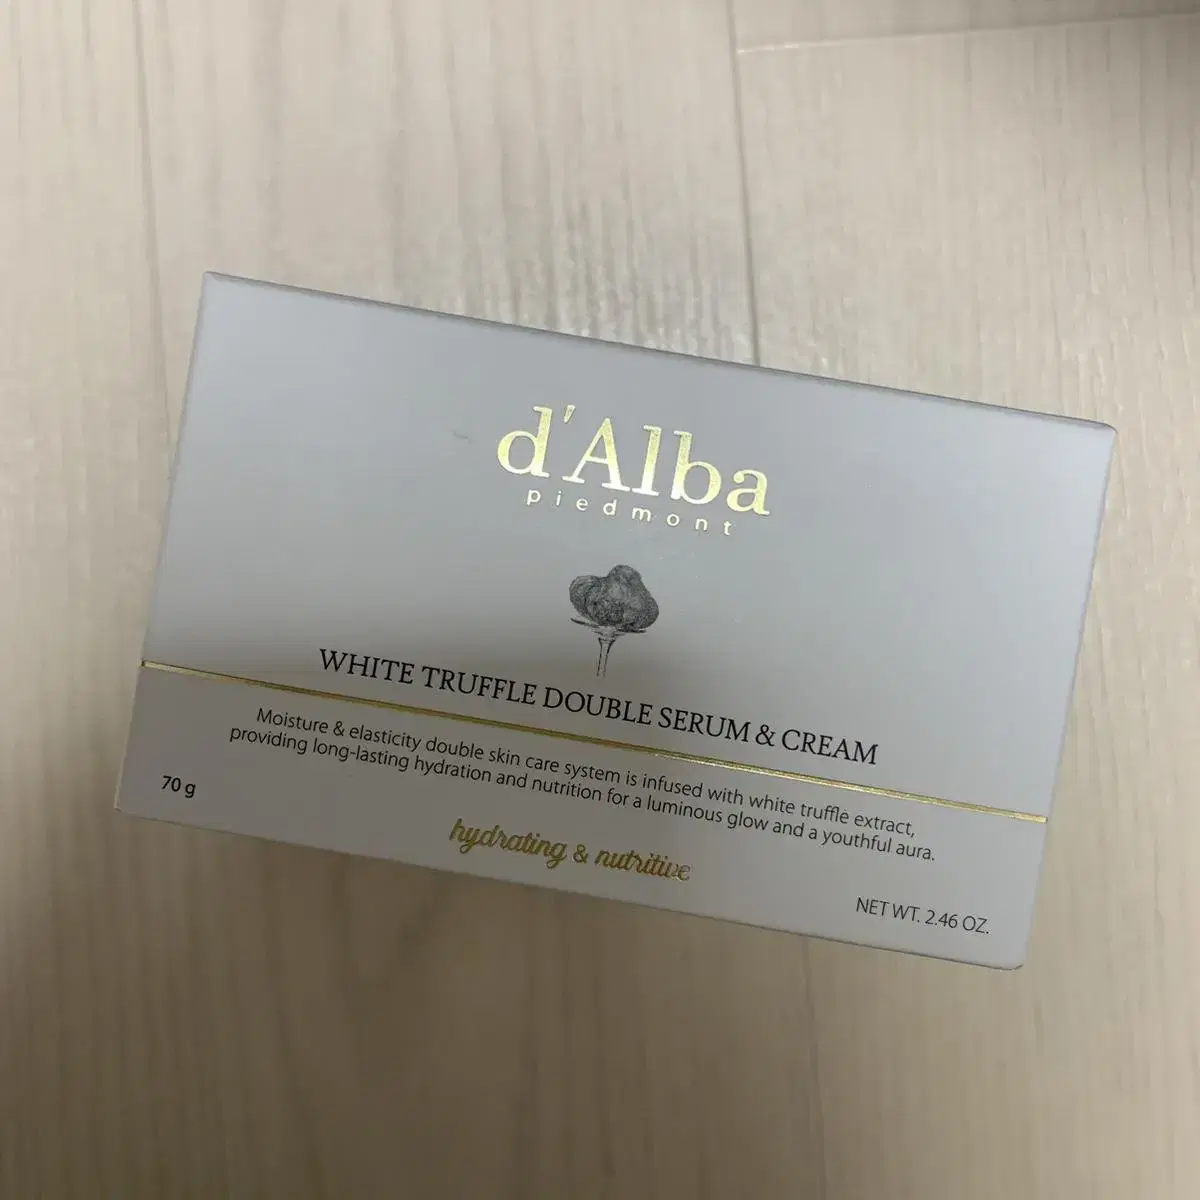 d'Alba
piedmont
WHITE TRUFFLE DOUBLE SERUM & CREAM
Moisture & elasticity double skin care system is infused with white truffle extract,
providing long-lasting hydration and nutrition for a luminous glow and a youthful aura.
70 g
hydrating & nutritive
NET WT. 2.46 OZ.